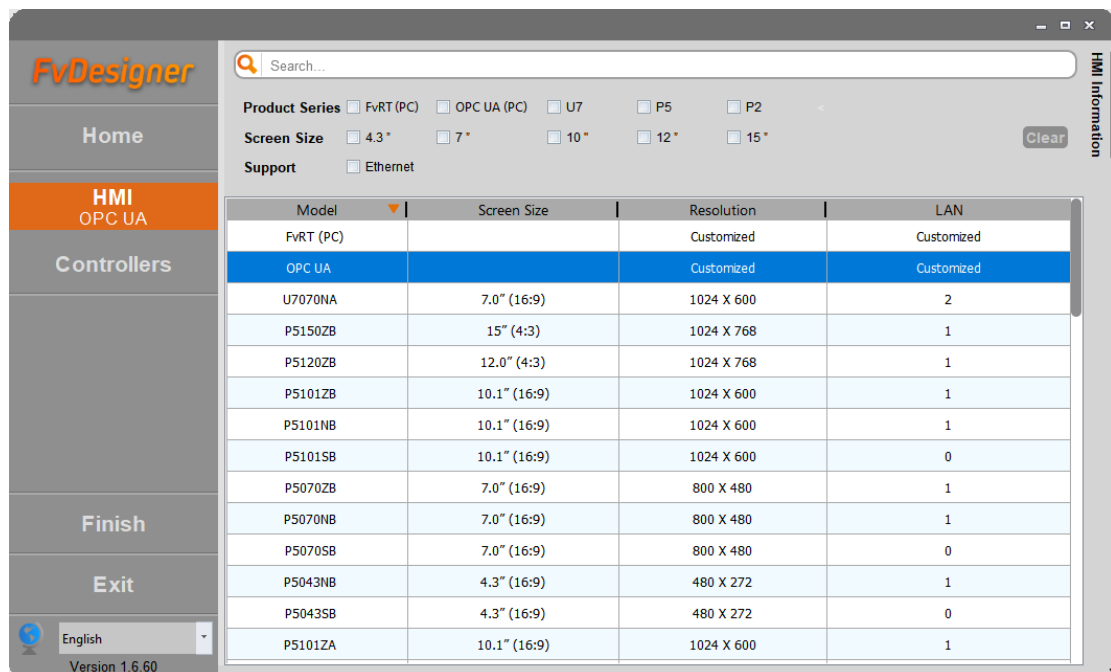 FvDesigner
Home
HMI
OPC UA
Controllers
Finish
Exit
English
Version 1.6.60
Search...
Product Series FvRT (PC) OPC UA (PC) U7 P5 P2 <
Screen Size 4.3 " 7 " 10 " 12 " 15 "
Clear
Support Ethernet
Model Screen Size Resolution LAN
FvRT (PC) Customized Customized
OPC UA Customized Customized
U7070NA 7.0" (16:9) 1024 X 600 2
P5150ZB 15" (4:3) 1024 X 768 1
P5120ZB 12.0" (4:3) 1024 X 768 1
P5101ZB 10.1" (16:9) 1024 X 600 1
P5101NB 10.1" (16:9) 1024 X 600 1
P5101SB 10.1" (16:9) 1024 X 600 0
P5070ZB 7.0" (16:9) 800 X 480 1
P5070NB 7.0" (16:9) 800 X 480 1
P5070SB 7.0" (16:9) 800 X 480 0
P5043NB 4.3" (16:9) 480 X 272 1
P5043SB 4.3" (16:9) 480 X 272 0
P5101ZA 10.1" (16:9) 1024 X 600 1
HMI Information